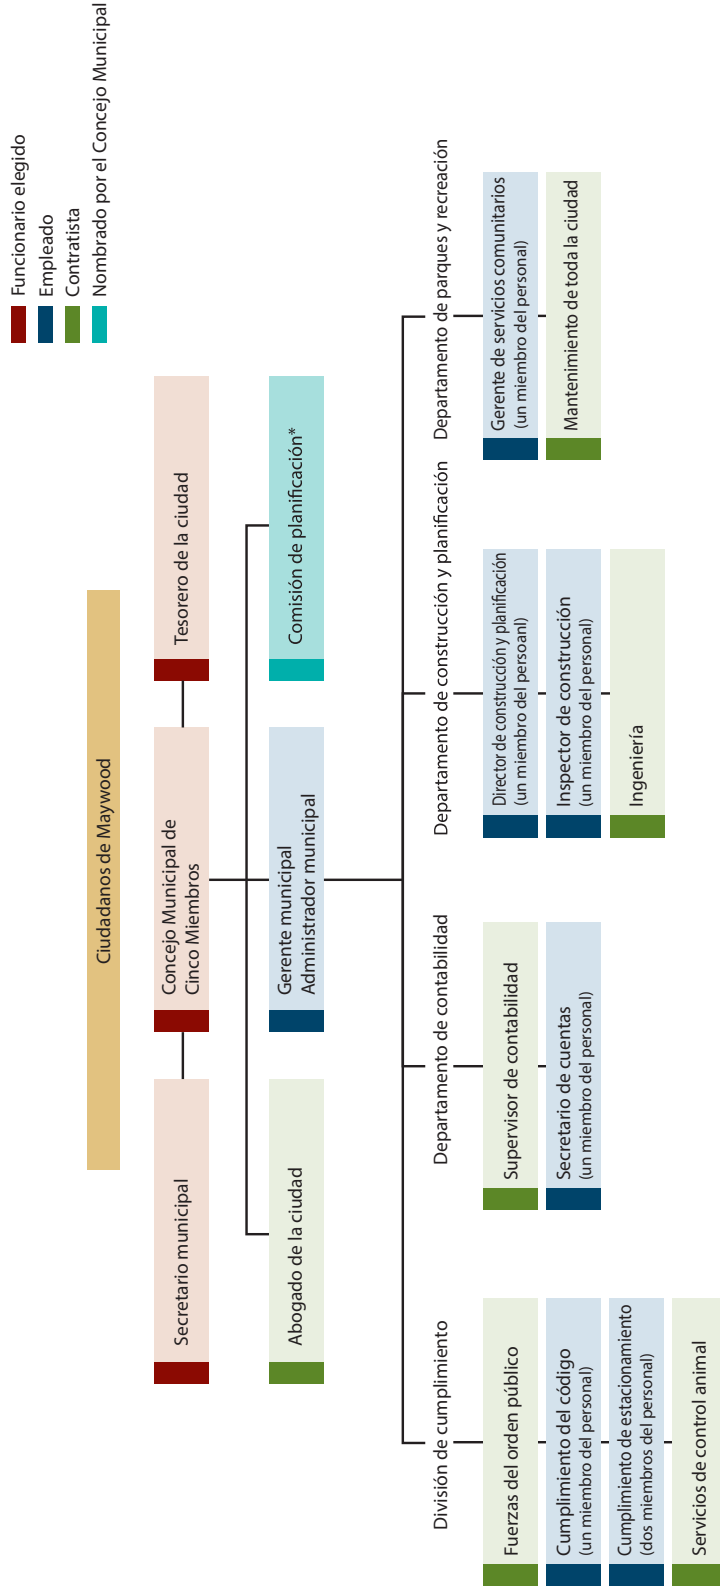 Funcionario elegido
Empleado
Contratista
Nombrado por el Concejo Municipal
Ciudadanos de Maywood
Secretario municipal
Concejo Municipal de
Cinco Miembros
Tesorero de la ciudad
Abogado de la ciudad
Gerente municipal
Administrador municipal
Comisión de planificación*
División de cumplimiento
Fuerzas del orden público
Cumplimiento del código
(un miembro del personal)
Cumplimiento de estacionamiento
(dos miembros del personal)
Servicios de control animal
Departamento de contabilidad
Supervisor de contabilidad
Secretario de cuentas
(un miembro del personal)
Departamento de construcción y planificación
Director de construcción y planificación
(un miembro del persoanl)
Inspector de construcción
(un miembro del personal)
Ingeniería
Departamento de parques y recreación
Gerente de servicios comunitarios
(un miembro del personal)
Mantenimiento de toda la ciudad